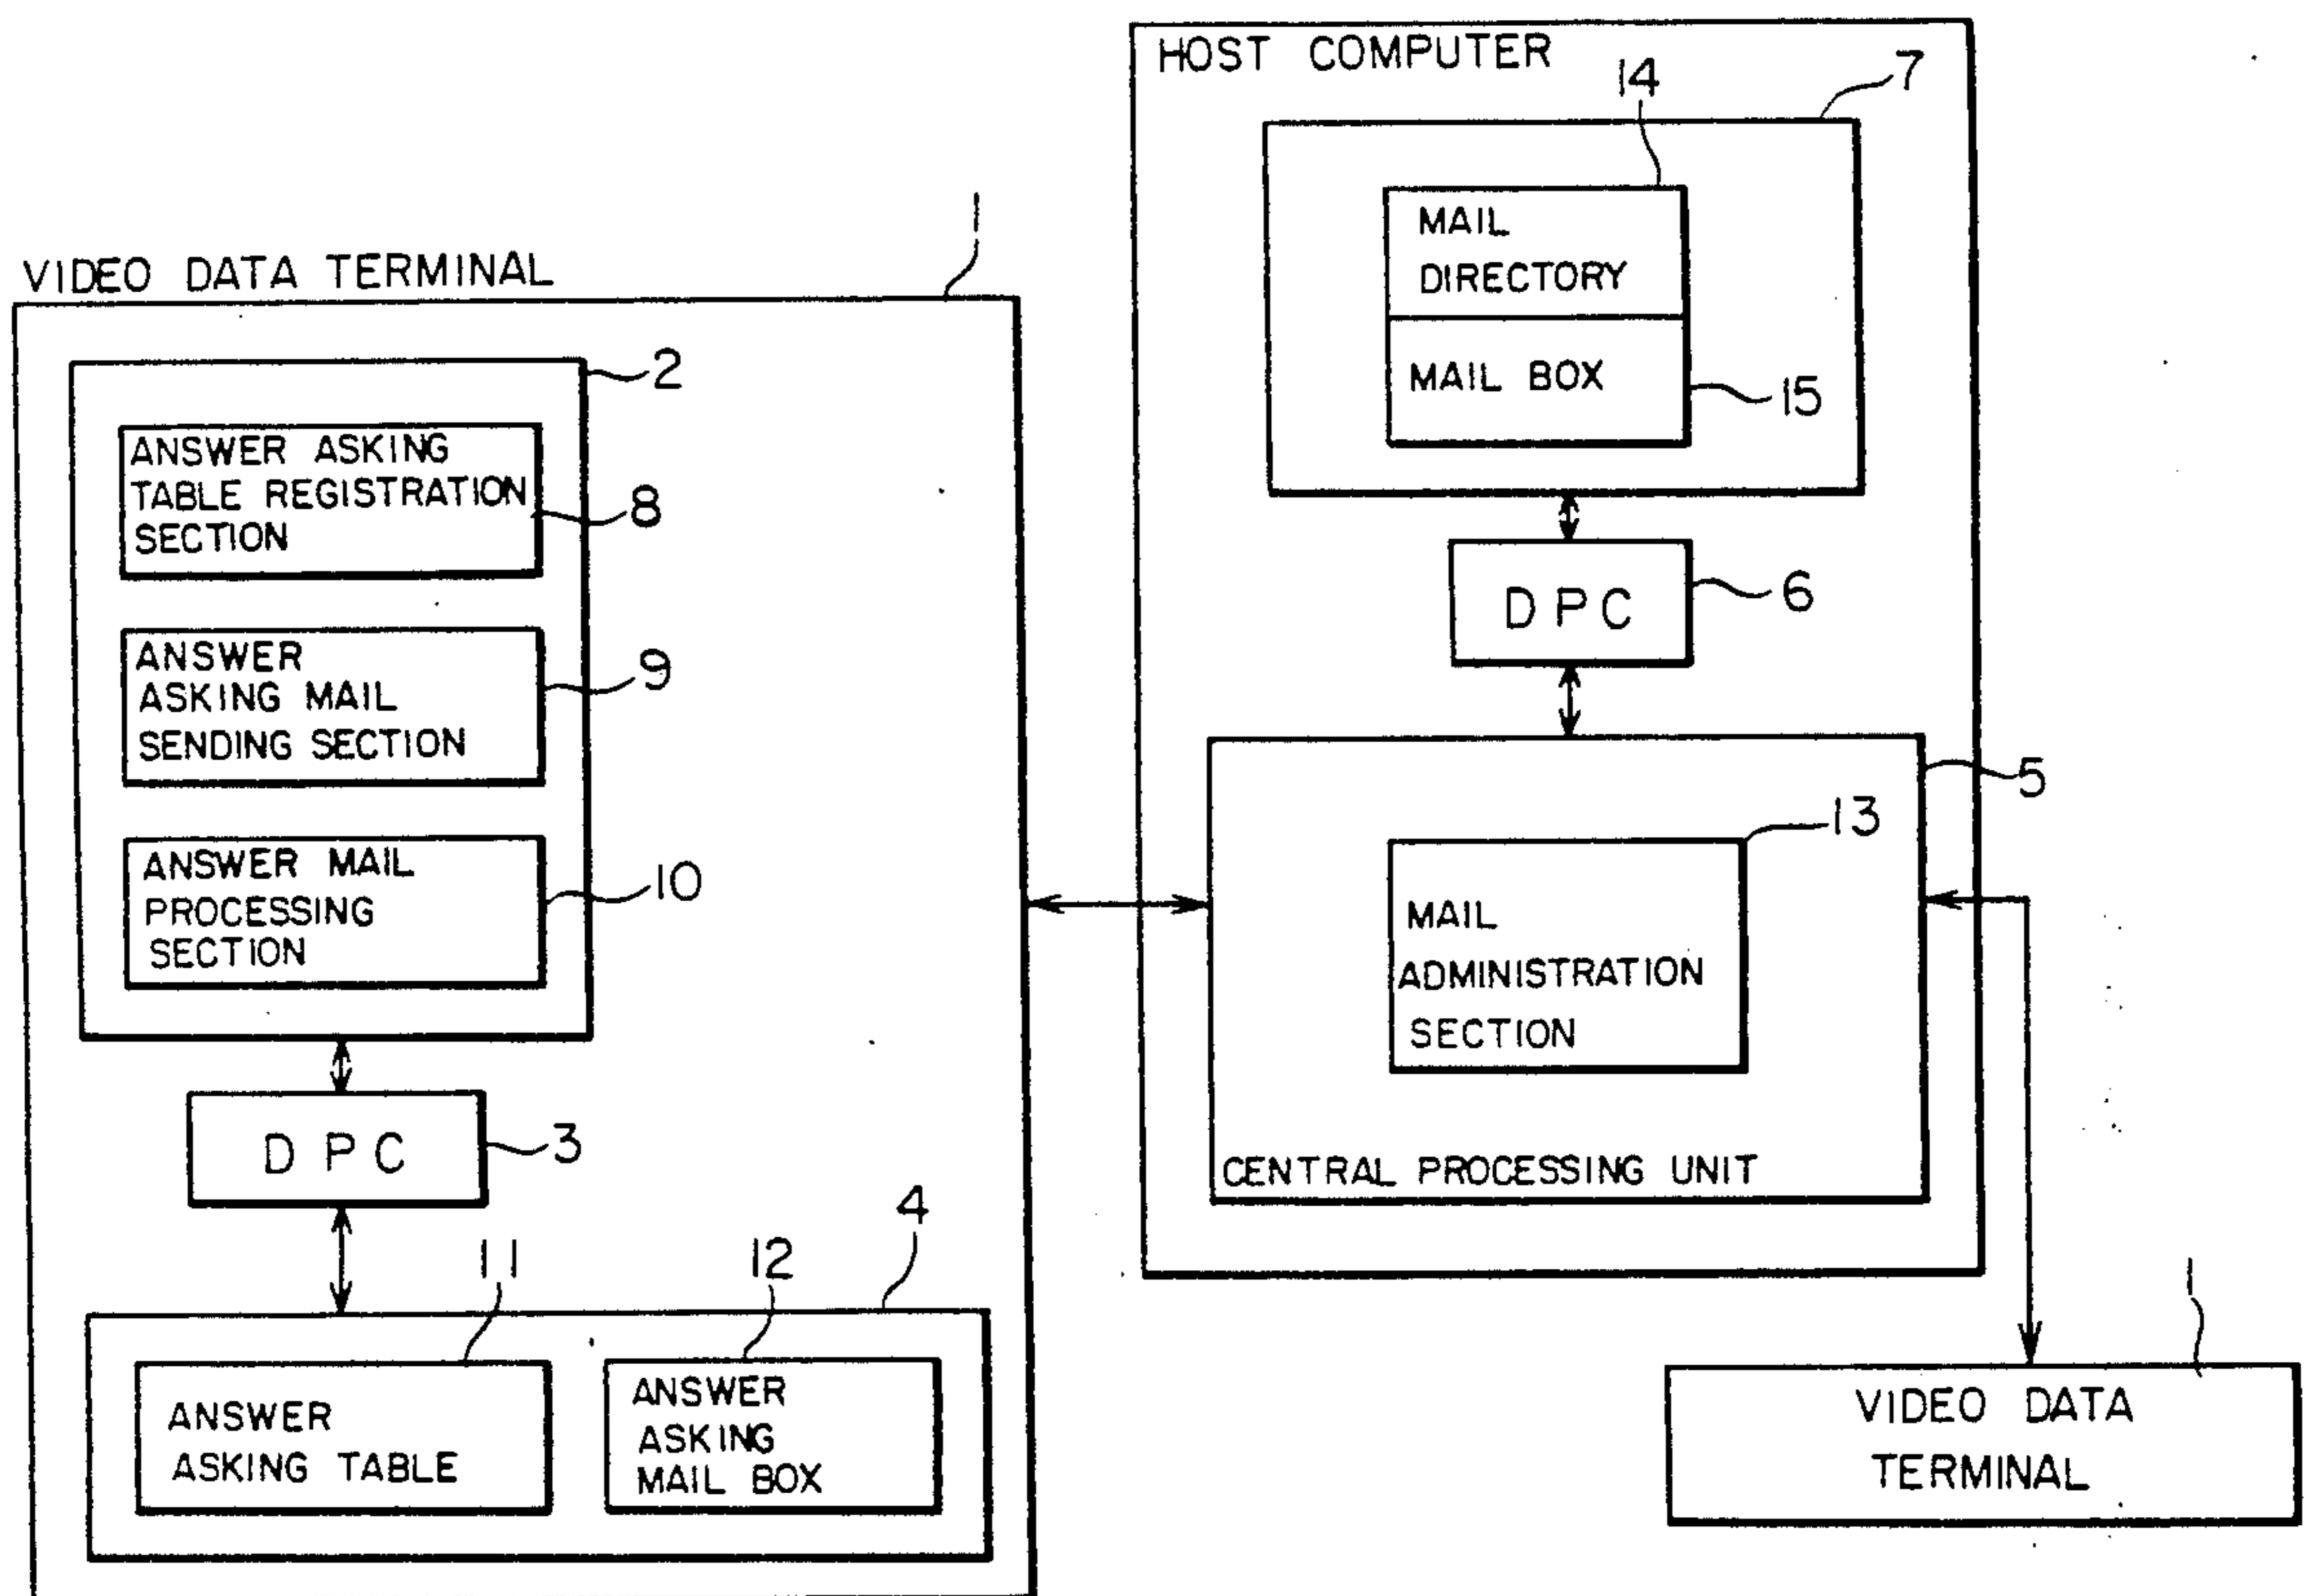 VIDEO DATA TERMINAL
1
2
ANSWER ASKING
TABLE REGISTRATION
SECTION
8
ANSWER
ASKING MAIL
SENDING SECTION
9
ANSWER MAIL
PROCESSING
SECTION
10
DPC
3
4
11
12
ANSWER
ASKING TABLE
ANSWER
ASKING
MAIL BOX
HOST COMPUTER
14
7
MAIL
DIRECTORY
MAIL BOX
15
DPC
6
5
13
MAIL
ADMINISTRATION
SECTION
CENTRAL PROCESSING UNIT
1
VIDEO DATA
TERMINAL